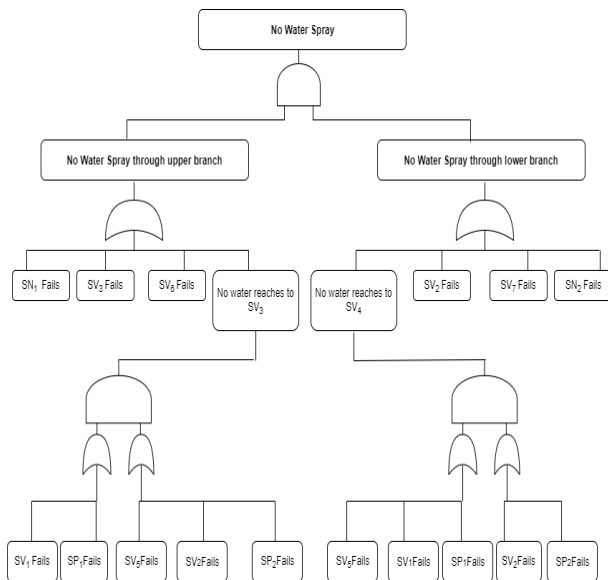 No Water Spray
No Water Spray through upper branch
No Water Spray through lower branch
SN₁ Fails
SV₃ Fails
SV₆ Fails
No water reaches to
SV₃
No water reaches to
SV₄
SV₂ Fails
SV₇ Fails
SN₂ Fails
SV₁ Fails
SP₁Fails
SV₅Fails
SV₂Fails
SP₂Fails
SV₅Fails
SV1Fails
SP1Fails
SV₂Fails
SP2Fails